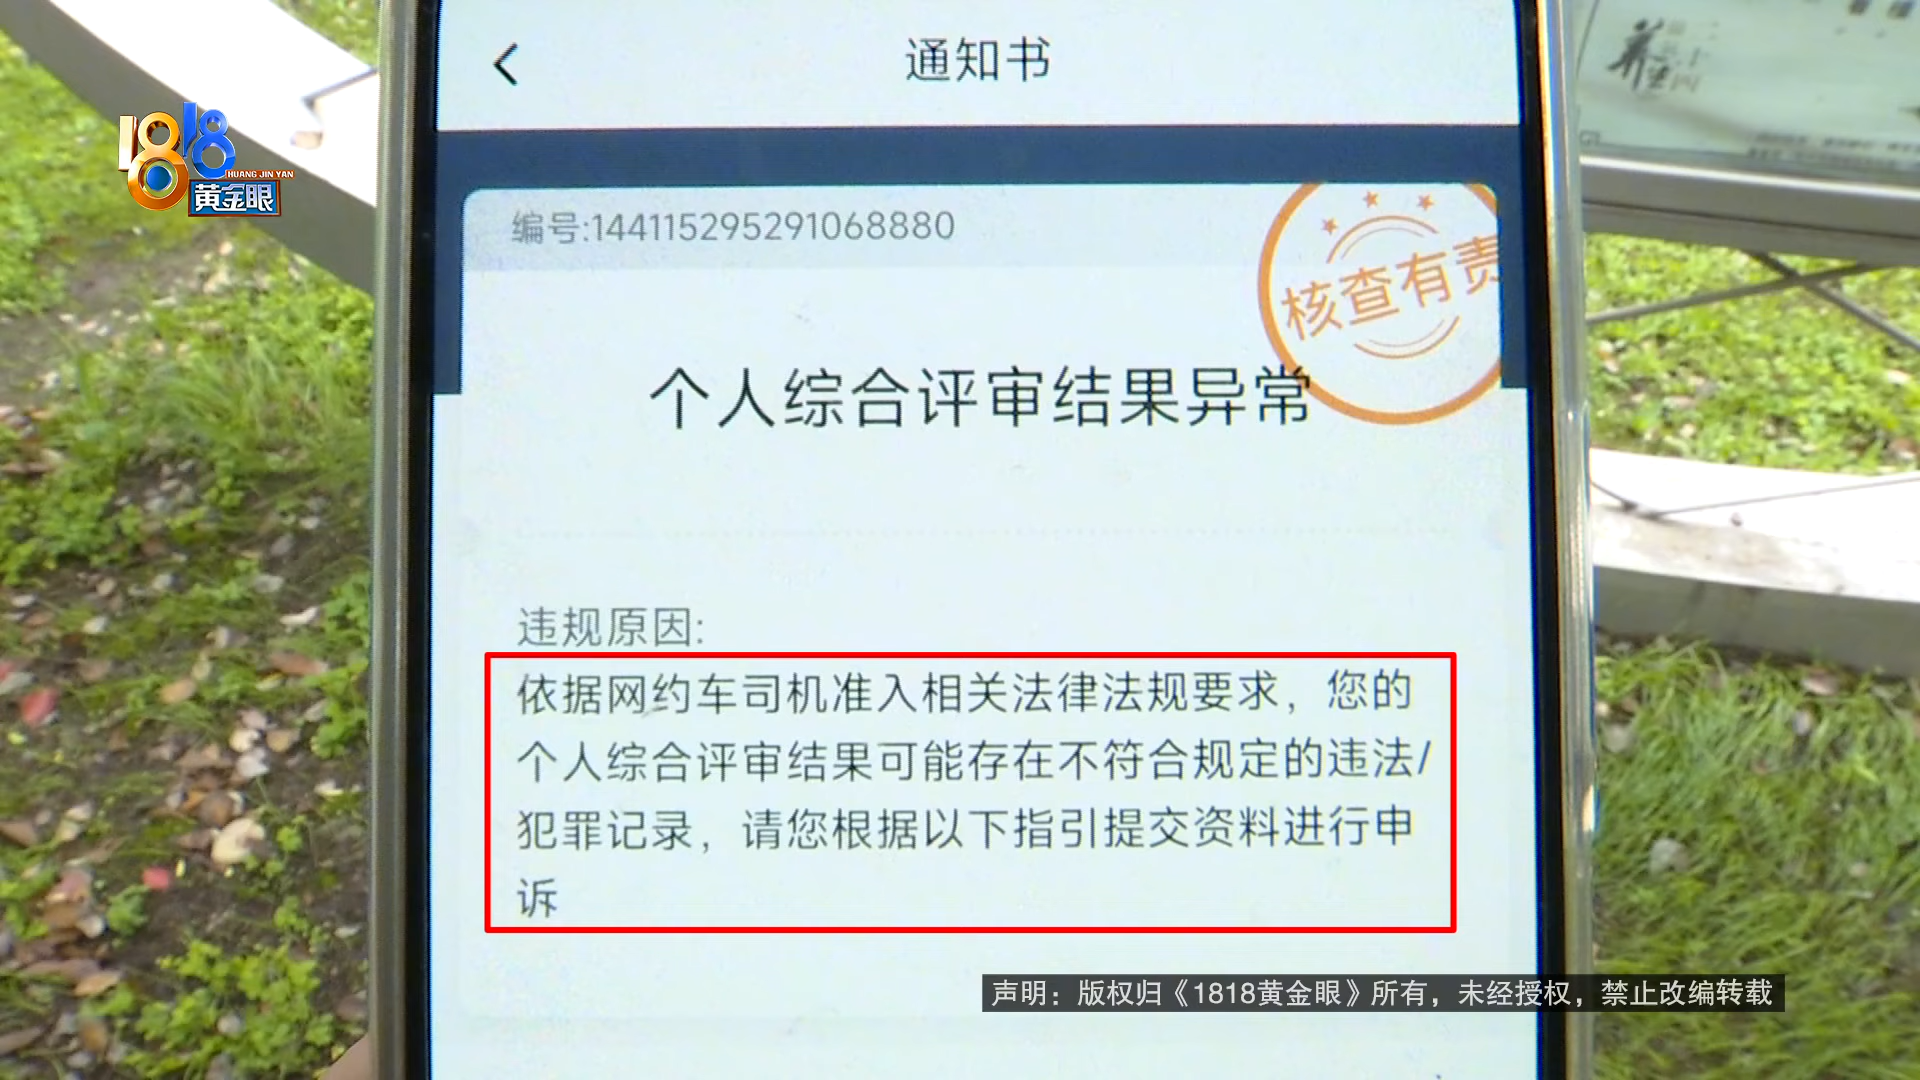 通知书
1818
HUANG JIN YAN
黄金眼
编号:144115295291068880
核查有责
个人综合评审结果异常
违规原因:
依据网约车司机准入相关法律法规要求，您的
个人综合评审结果可能存在不符合规定的违法/
犯罪记录，请您根据以下指引提交资料进行申
诉
声明：版权归《1818黄金眼》所有，未经授权，禁止改编转载